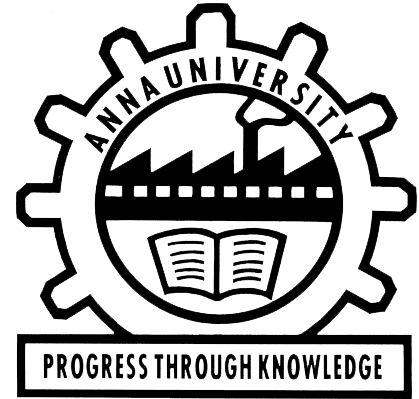 ANNA UNIVERSITY
PROGRESS THROUGH KNOWLEDGE